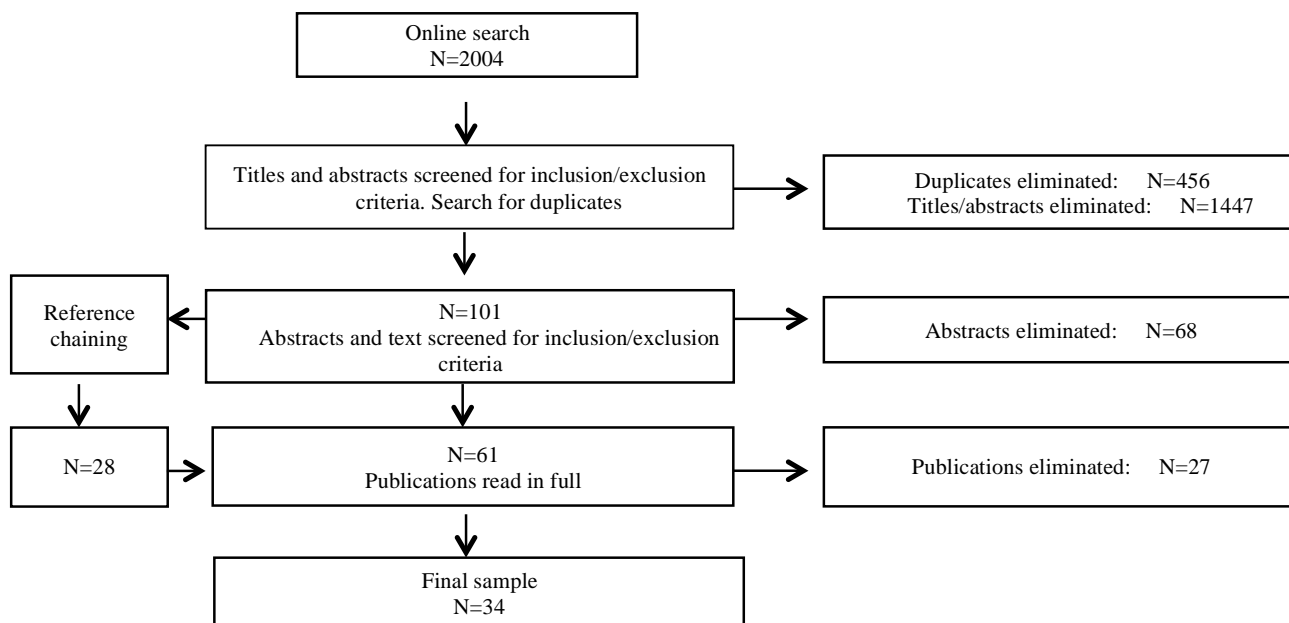 Online search
N=2004
Titles and abstracts screened for inclusion/exclusion
criteria. Search for duplicates
Duplicates eliminated: N=456
Titles/abstracts eliminated: N=1447
Reference
chaining
N=101
Abstracts and text screened for inclusion/exclusion
criteria
Abstracts eliminated: N=68
N=28
N=61
Publications read in full
Publications eliminated: N=27
Final sample
N=34